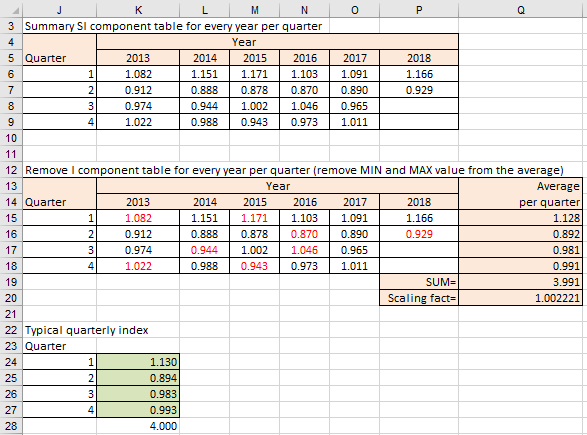 J K L M N O P Q
3 Summary SI component table for every year per quarter
4 Year
5 Quarter 2013 2014 2015 2016 2017 2018
6 1 1.082 1.151 1.171 1.103 1.091 1.166
7 2 0.912 0.888 0.878 0.870 0.890 0.929
8 3 0.974 0.944 1.002 1.046 0.965
9 4 1.022 0.988 0.943 0.973 1.011
10
11
12 Remove I component table for every year per quarter (remove MIN and MAX value from the average)
13 Year Average
14 Quarter 2013 2014 2015 2016 2017 2018 per quarter
15 1 1.082 1.151 1.171 1.103 1.091 1.166 1.128
16 2 0.912 0.888 0.878 0.870 0.890 0.929 0.892
17 3 0.974 0.944 1.002 1.046 0.965 0.981
18 4 1.022 0.988 0.943 0.973 1.011 0.991
19 SUM= 3.991
20 Scaling fact= 1.002221
21
22 Typical quarterly index
23 Quarter
24 1 1.130
25 2 0.894
26 3 0.983
27 4 0.993
28 4.000